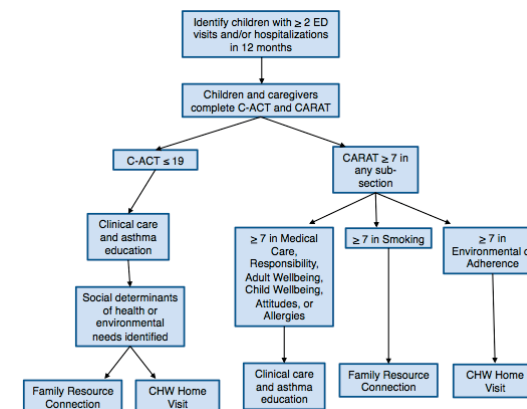 Identify children with ≥ 2 ED
visits and/or hospitalizations
in 12 months
Children and caregivers
complete C-ACT and CARAT
C-ACT ≤ 19
CARAT ≥ 7 in
any sub-
section
Clinical care
and asthma
education
≥ 7 in Medical
Care,
Responsibility,
Adult Wellbeing,
Child Wellbeing,
Attitudes, or
Allergies
≥ 7 in Smoking
≥ 7 in
Environmental
Adherence
Social determinants
of health or
environmental
needs identified
Family Resource
Connection
CHW Home
Visit
Clinical care
and asthma
education
Family Resource
Connection
CHW Home
Visit